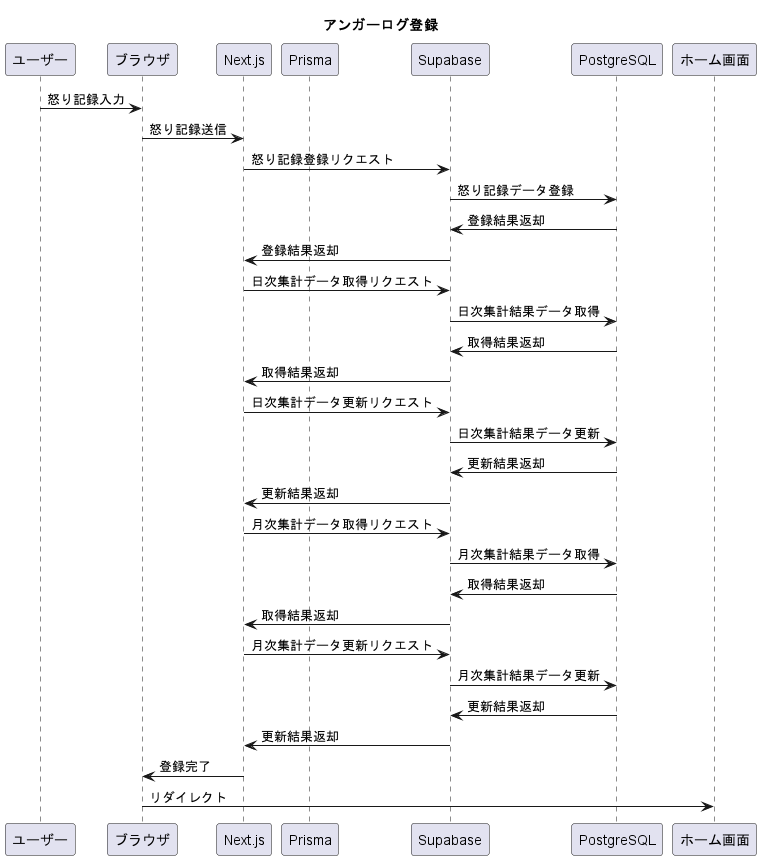 アンガーログ登録
ユーザー ブラウザ Next.js Prisma Supabase PostgreSQL ホーム画面
怒り記録入力
怒り記録送信
怒り記録登録リクエスト
怒り記録データ登録
登録結果返却
登録結果返却
日次集計データ取得リクエスト
日次集計結果データ取得
取得結果返却
取得結果返却
日次集計データ更新リクエスト
日次集計結果データ更新
更新結果返却
更新結果返却
月次集計データ取得リクエスト
月次集計結果データ取得
取得結果返却
取得結果返却
月次集計データ更新リクエスト
月次集計結果データ更新
更新結果返却
更新結果返却
登録完了
リダイレクト
ユーザー ブラウザ Next.js Prisma Supabase PostgreSQL ホーム画面